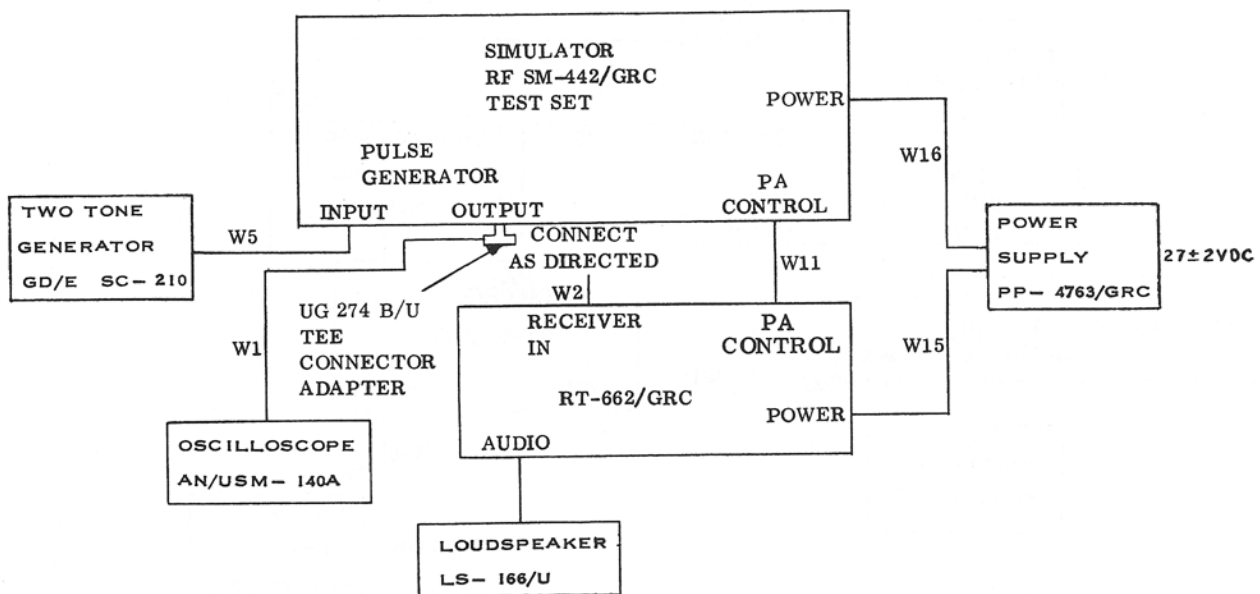 SIMULATOR
RF SM-442/GRC
TEST SET
POWER
PULSE
GENERATOR
PA
CONTROL
INPUT
OUTPUT
W16
TWO TONE
GENERATOR
GD/E SC-210
W5
CONNECT
AS DIRECTED
W11
POWER
SUPPLY
PP-4763/GRC
27±2VDC
W2
UG 274 B/U
TEE
CONNECTOR
ADAPTER
W1
RECEIVER
IN
PA
CONTROL
W15
RT-662/GRC
POWER
AUDIO
OSCILLOSCOPE
AN/USM-140A
LOUDSPEAKER
LS-166/U